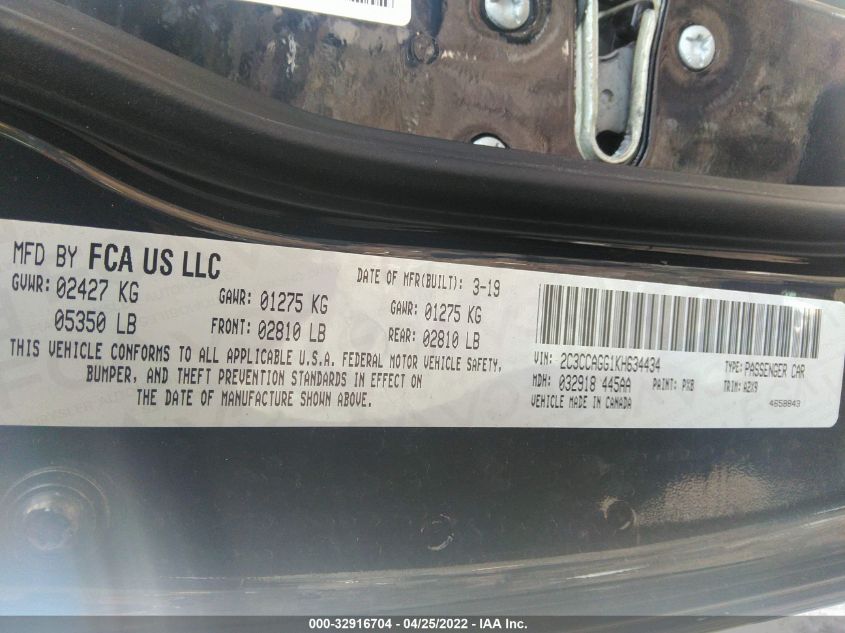 MFD BY FCA US LLC
DATE OF MFR(BUILT): 3-19
GVWR: 02427 KG
GAWR: 01275 KG
GAWR: 01275 KG
05350 LB
FRONT: 02810 LB
REAR: 02810 LB
THIS VEHICLE CONFORMS TO ALL APPLICABLE U.S.A. FEDERAL MOTOR VEHICLE SAFETY,
BUMPER, AND THEFT PREVENTION STANDARDS IN EFFECT ON
THE DATE OF MANUFACTURE SHOWN ABOVE.
VIN: 2C3CCAGG1KH634434
TYPE: PASSENGER CAR
MDH: 032918 445AA
PAINT: PXB
TRIM: A2X9
VEHICLE MADE IN CANADA
4658843
000-32916704 - 04/25/2022 - IAA Inc.